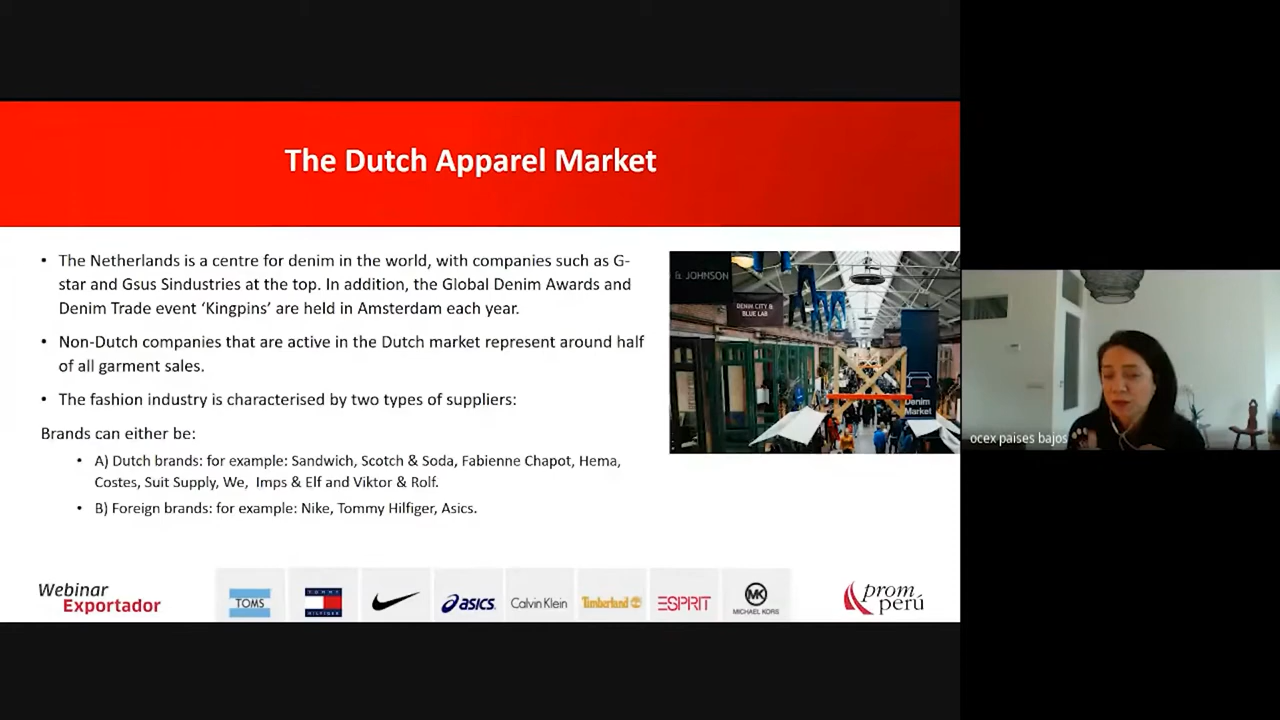 The Dutch Apparel Market
• The Netherlands is a centre for denim in the world, with companies such as G-
star and Gsus Sindustries at the top. In addition, the Global Denim Awards and
Denim Trade event ‘Kingpins’ are held in Amsterdam each year.
• Non-Dutch companies that are active in the Dutch market represent around half
of all garment sales.
• The fashion industry is characterised by two types of suppliers:
Brands can either be:
• A) Dutch brands: for example: Sandwich, Scotch & Soda, Fabienne Chapot, Hema,
Costes, Suit Supply, We, Imps & Elf and Viktor & Rolf.
• B) Foreign brands: for example: Nike, Tommy Hilfiger, Asics.
& JOHNSON
DENIM CITY &
BLUE LAB
Denim
Market
ocex paises bajos
Webinar
Exportador
TOMS
TOMMY
HILFIGER
asics
Calvin Klein
Timberland
ESPRIT
MK
MICHAEL KORS
prom
perú